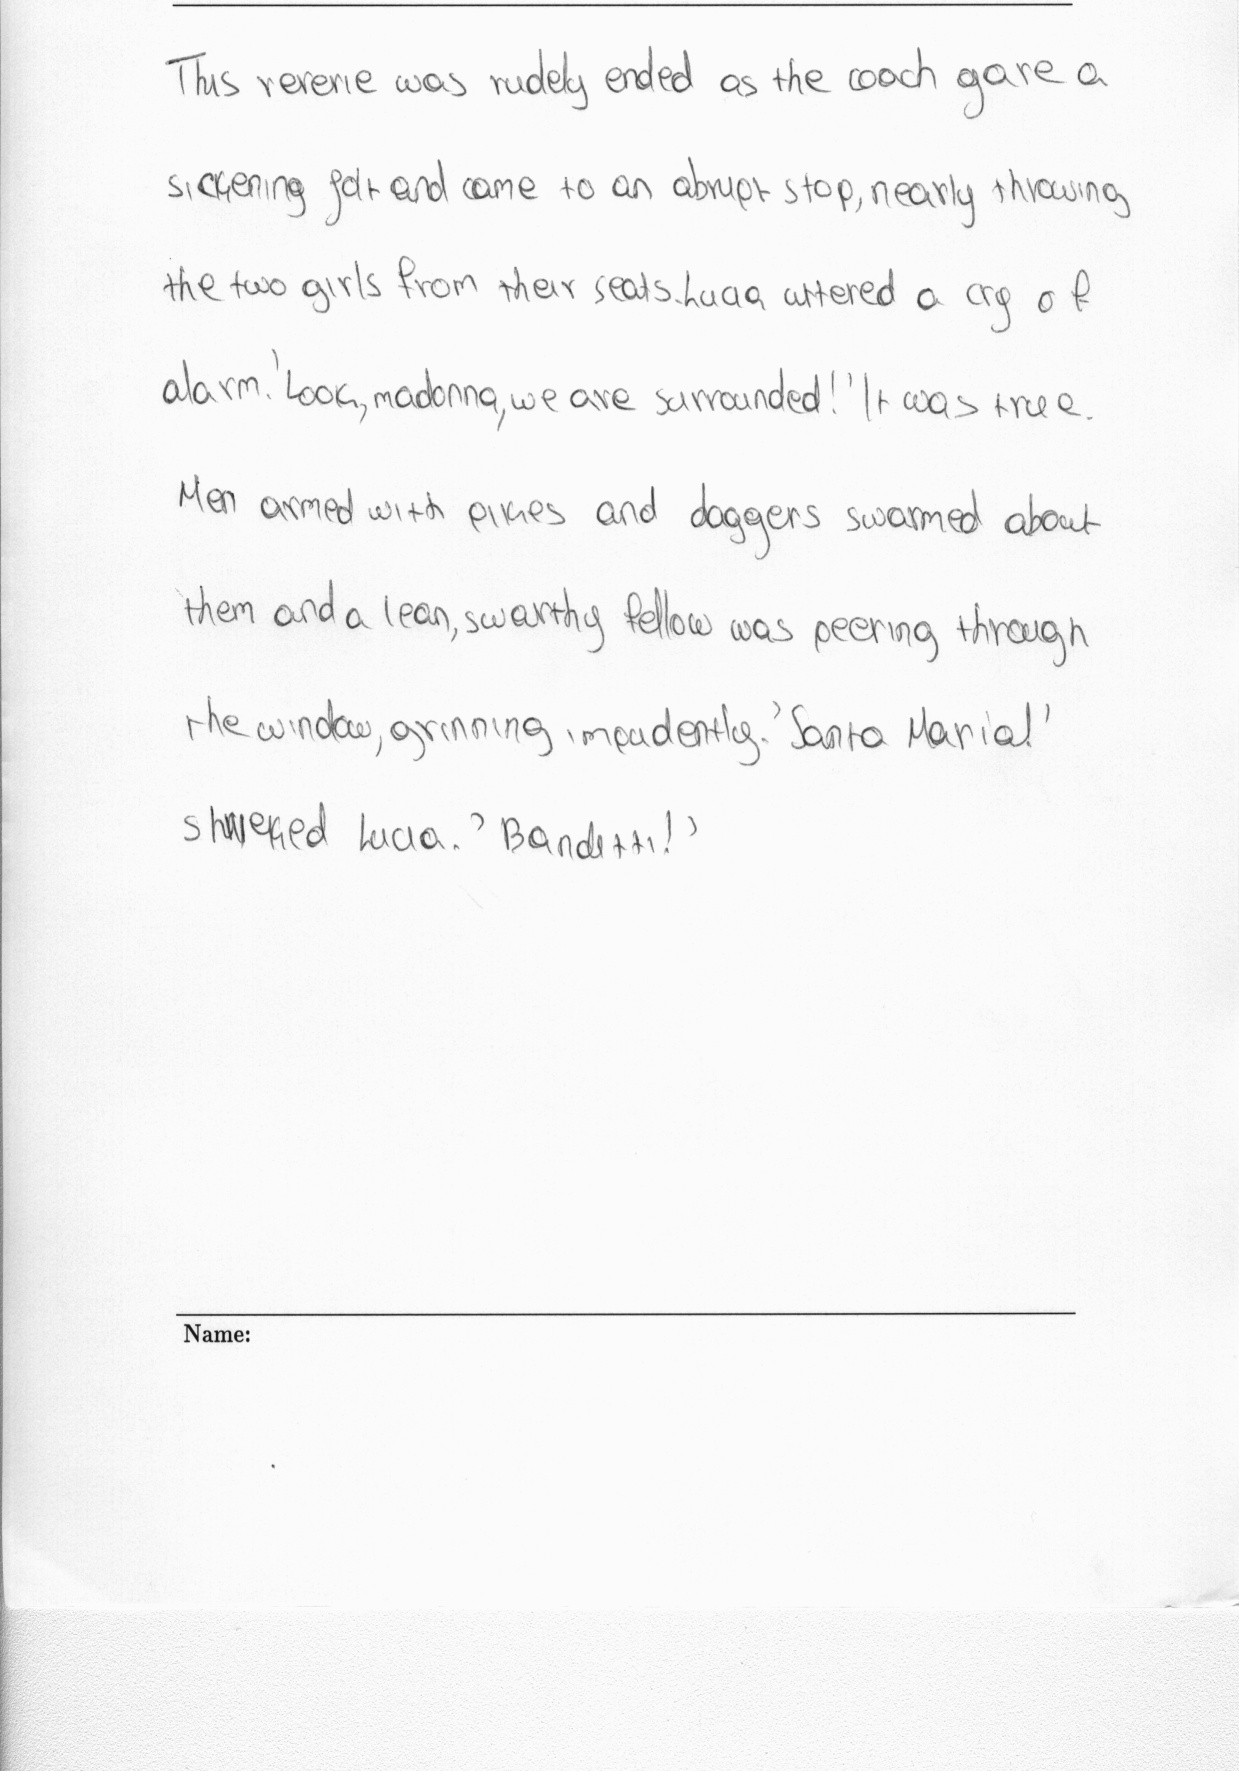 This reverie was rudely ended as the coach gave a
sickening jolt and came to an abrupt stop, nearly throwing
the two girls from their seats. Lucia uttered a cry of
alarm. 'Look, madonna, we are surrounded!' It was true.
Men armed with pikes and daggers swarmed about
them and a lean, swarthy fellow was peering through
the window, grinning impudently. 'Santa Maria!'
shrieked Lucia. 'Banditti!'
Name: